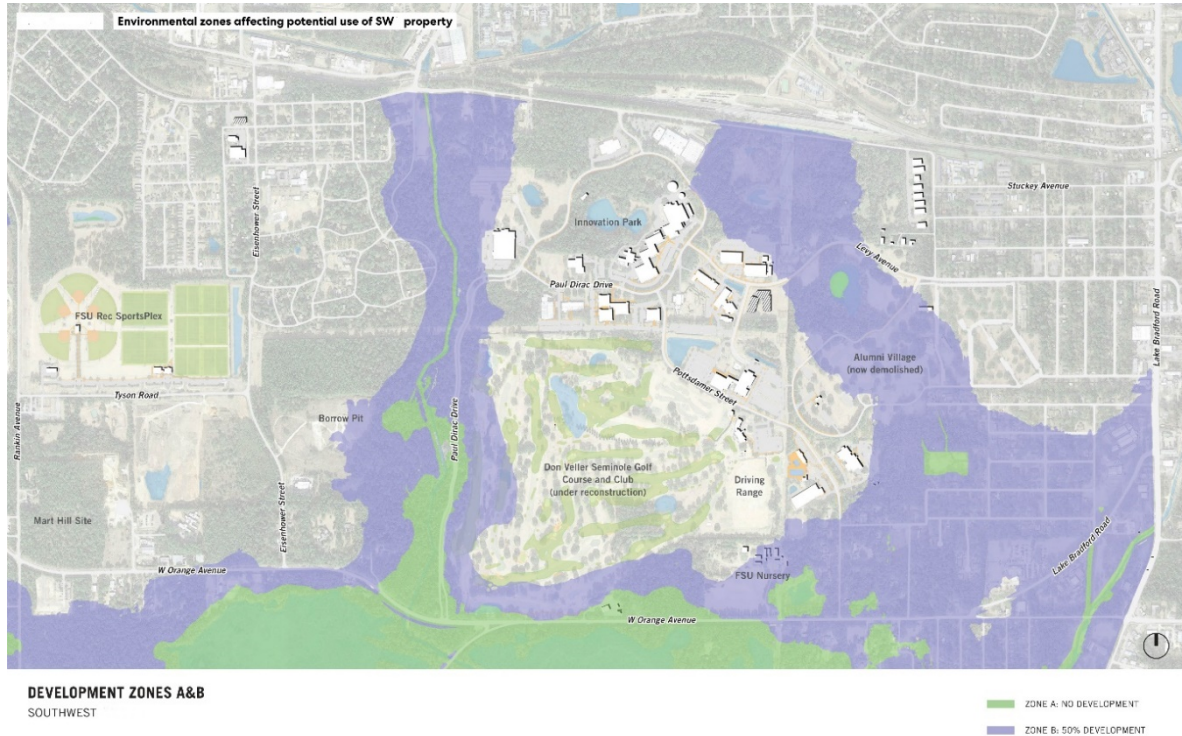 Environmental zones affecting potential use of SW property
Stuckey Avenue
Eisenhower Street
Innovation Park
Levy Avenue
Paul Dirac Drive
FSU Rec SportsPlex
Lake Bradford Road
Alumni Village
(now demolished)
Pottsdamer Street
Tyson Road
Rankin Avenue
Borrow Pit
Paul Dirac Drive
Don Veller Seminole Golf
Course and Club
(under reconstruction)
Driving
Range
Eisenhower Street
Mart Hill Site
Lake Bradford Road
W Orange Avenue
FSU Nursery
W Orange Avenue
DEVELOPMENT ZONES A&B
SOUTHWEST
ZONE A: NO DEVELOPMENT
ZONE B: 50% DEVELOPMENT